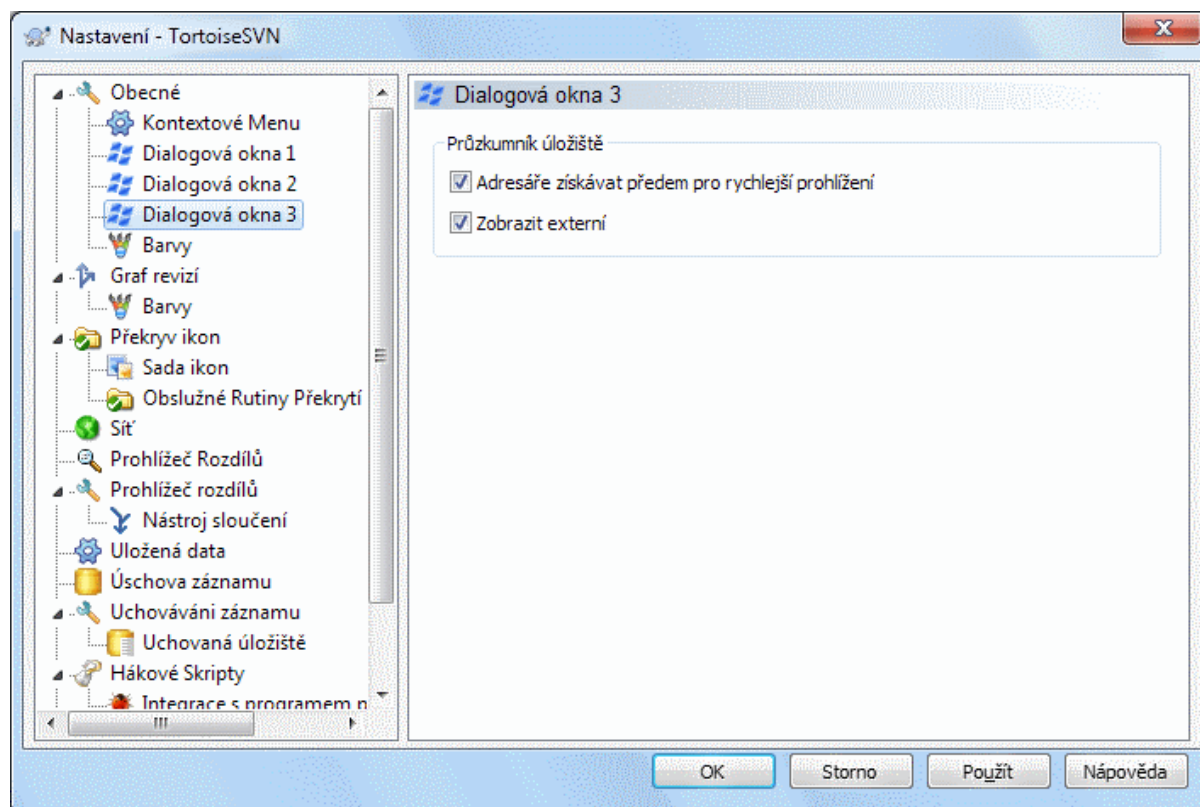 Nastavení - TortoiseSVN
Obecné
Kontextové Menu
Dialogová okna 1
Dialogová okna 2
Dialogová okna 3
Barvy
Graf revizí
Barvy
Překryv ikon
Sada ikon
Obslužné Rutiny Překrytí
Síť
Prohlížeč Rozdílů
Prohlížeč rozdílů
Nástroj sloučení
Uložená data
Úschova záznamu
Uchováváni záznamu
Uchovaná úložiště
Hákové Skripty
Integrace s programem p
Dialogová okna 3
Průzkumník úložiště
Adresáře získávat předem pro rychlejší prohlížení
Zobrazit externí
OK
Storno
Použít
Nápověda